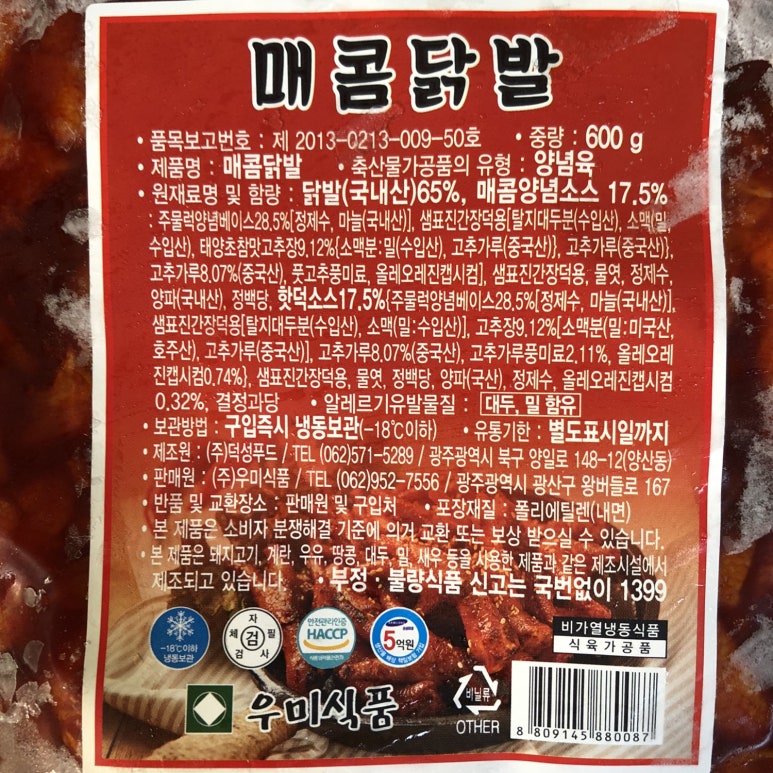 매콤닭발
• 품목보고번호 : 제 2013-0213-009-50호 • 중량 : 600 g
• 제품명 : 매콤닭발 • 축산물가공품의 유형 : 양념육
• 원재료명 및 함량 : 닭발(국내산)65%, 매콤양념소스 17.5%
: 주물럭양념베이스28.5%[정제수, 마늘(국내산)], 샘표진간장덕용[탈지대두분(수입산), 소맥(밀:
수입산), 태양초참맛고추장9.12%{소맥분:밀(수입산), 고추가루(중국산)}, 고추가루(중국산)},
고추가루8.07%(중국산), 풋고추풍미료, 올레오레진캡시컴], 샘표진간장덕용, 물엿, 정제수,
양파(국내산), 정백당, 핫덕소스17.5%{주물럭양념베이스28.5%[정제수, 마늘(국내산)],
샘표진간장덕용[탈지대두분(수입산), 소맥(밀:수입산), 고추장9.12%[소맥분(밀:미국산,
호주산), 고추가루(중국산)], 고추가루8.07%(중국산), 고추가루풍미료2.11%, 올레오레
진캡시컴0.74%}, 샘표진간장덕용, 물엿, 정백당, 양파(국산), 정제수, 올레오레진캡시컴
0.32%, 결정과당 • 알레르기유발물질 : 대두, 밀 함유
• 보관방법 : 구입즉시 냉동보관(-18℃이하) • 유통기한 : 별도표시일까지
• 제조원 : (주)덕성푸드 / TEL (062)571-5289 / 광주광역시 북구 양일로 148-12(양산동)
• 판매원 : (주)우미식품 / TEL (062)952-7556 / 광주광역시 광산구 왕버들로 167
• 반품 및 교환장소 : 판매원 및 구입처 • 포장재질 : 폴리에틸렌(내면)
• 본 제품은 소비자 분쟁해결 기준에 의거 교환 또는 보상 받으실 수 있습니다.
• 본 제품은 돼지고기, 계란, 우유, 땅콩, 대두, 밀, 새우 등을 사용한 제품과 같은 제조시설에서
제조되고 있습니다. • 부정 : 불량식품 신고는 국번없이 1399
-18℃이하
냉동보관
자체검사필
검
안전관리인증
HACCP
5억원
비가열냉동식품
식육가공품
우미식품
비닐류
OTHER
8 809145 880087